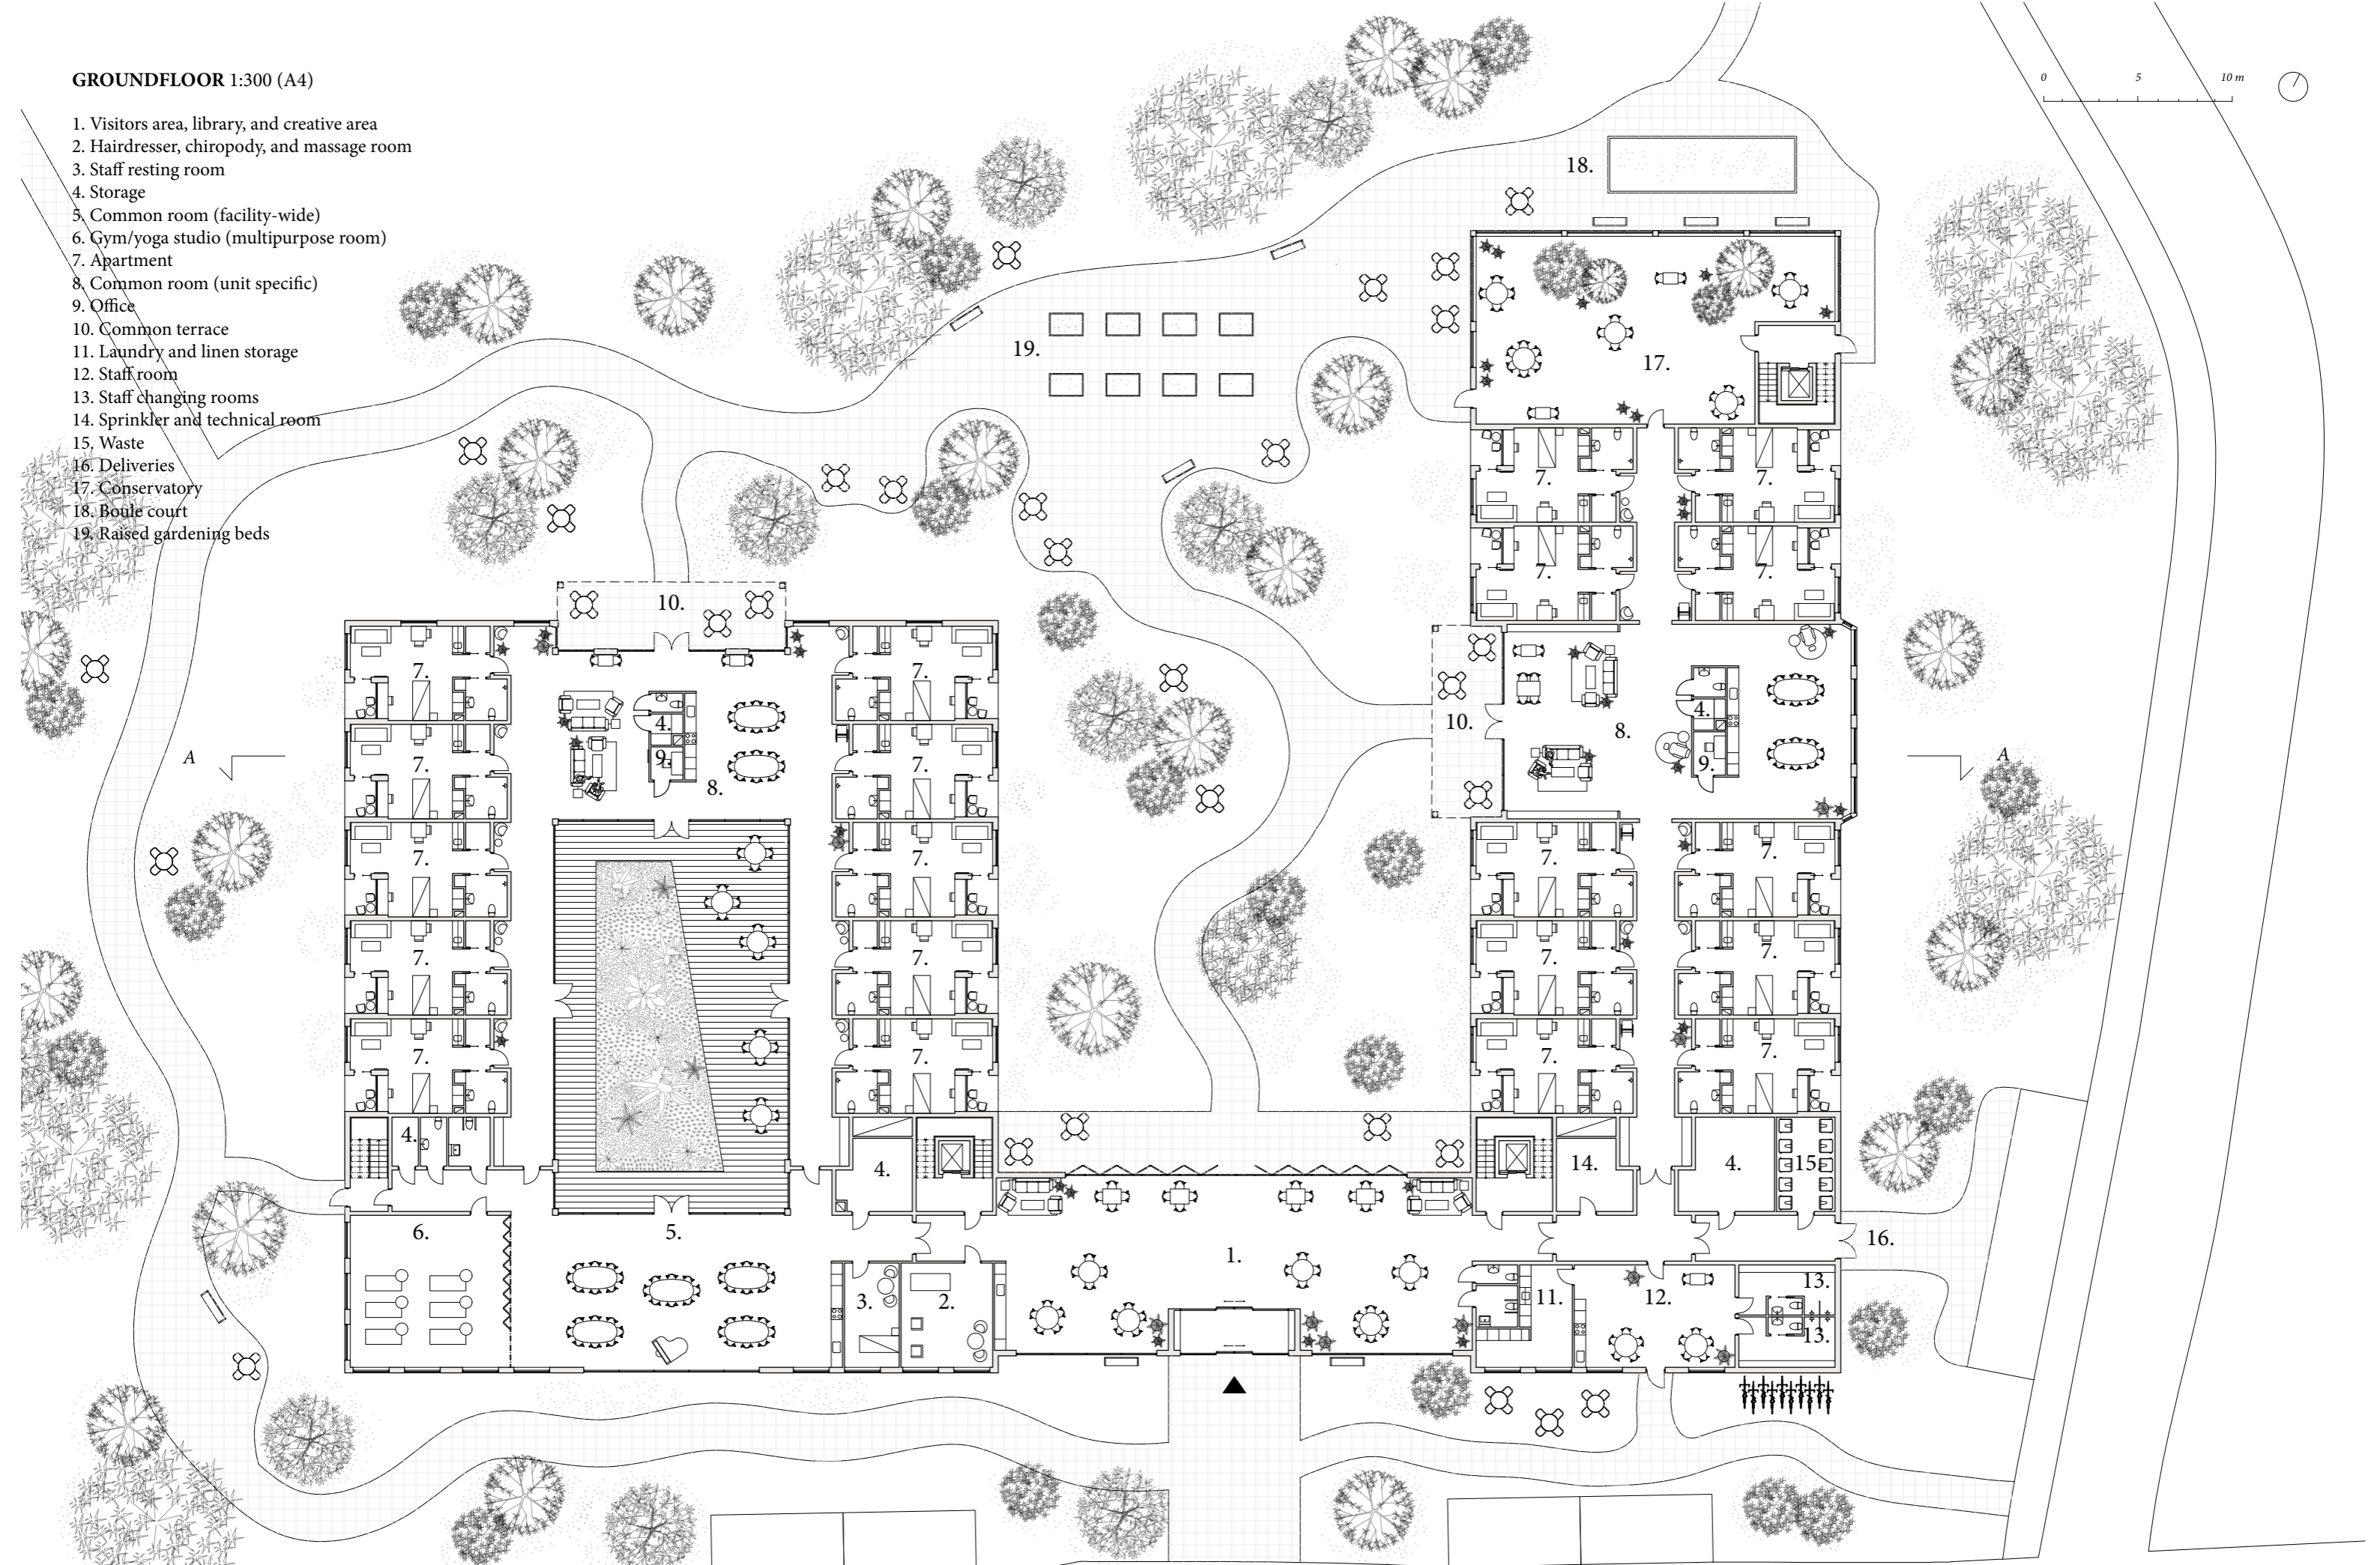 GROUNDFLOOR 1:300 (A4)
0 5 10 m
1. Visitors area, library, and creative area
2. Hairdresser, chiropody, and massage room
3. Staff resting room
4. Storage
5. Common room (facility-wide)
6. Gym/yoga studio (multipurpose room)
7. Apartment
8. Common room (unit specific)
9. Office
10. Common terrace
11. Laundry and linen storage
12. Staff room
13. Staff changing rooms
14. Sprinkler and technical room
15. Waste
16. Deliveries
17. Conservatory
18. Boule court
19. Raised gardening beds
18.
19.
17.
7. 7.
7. 7.
10.
7. 7.
4.
9.
8.
10.
8.
4.
9.
A
A
7. 7.
7. 7. 7. 7.
7. 7. 7. 7.
7. 7. 7. 7.
4.
4.
14.
4.
15.
6.
5.
1.
16.
3.
2.
11.
12.
13.
13.